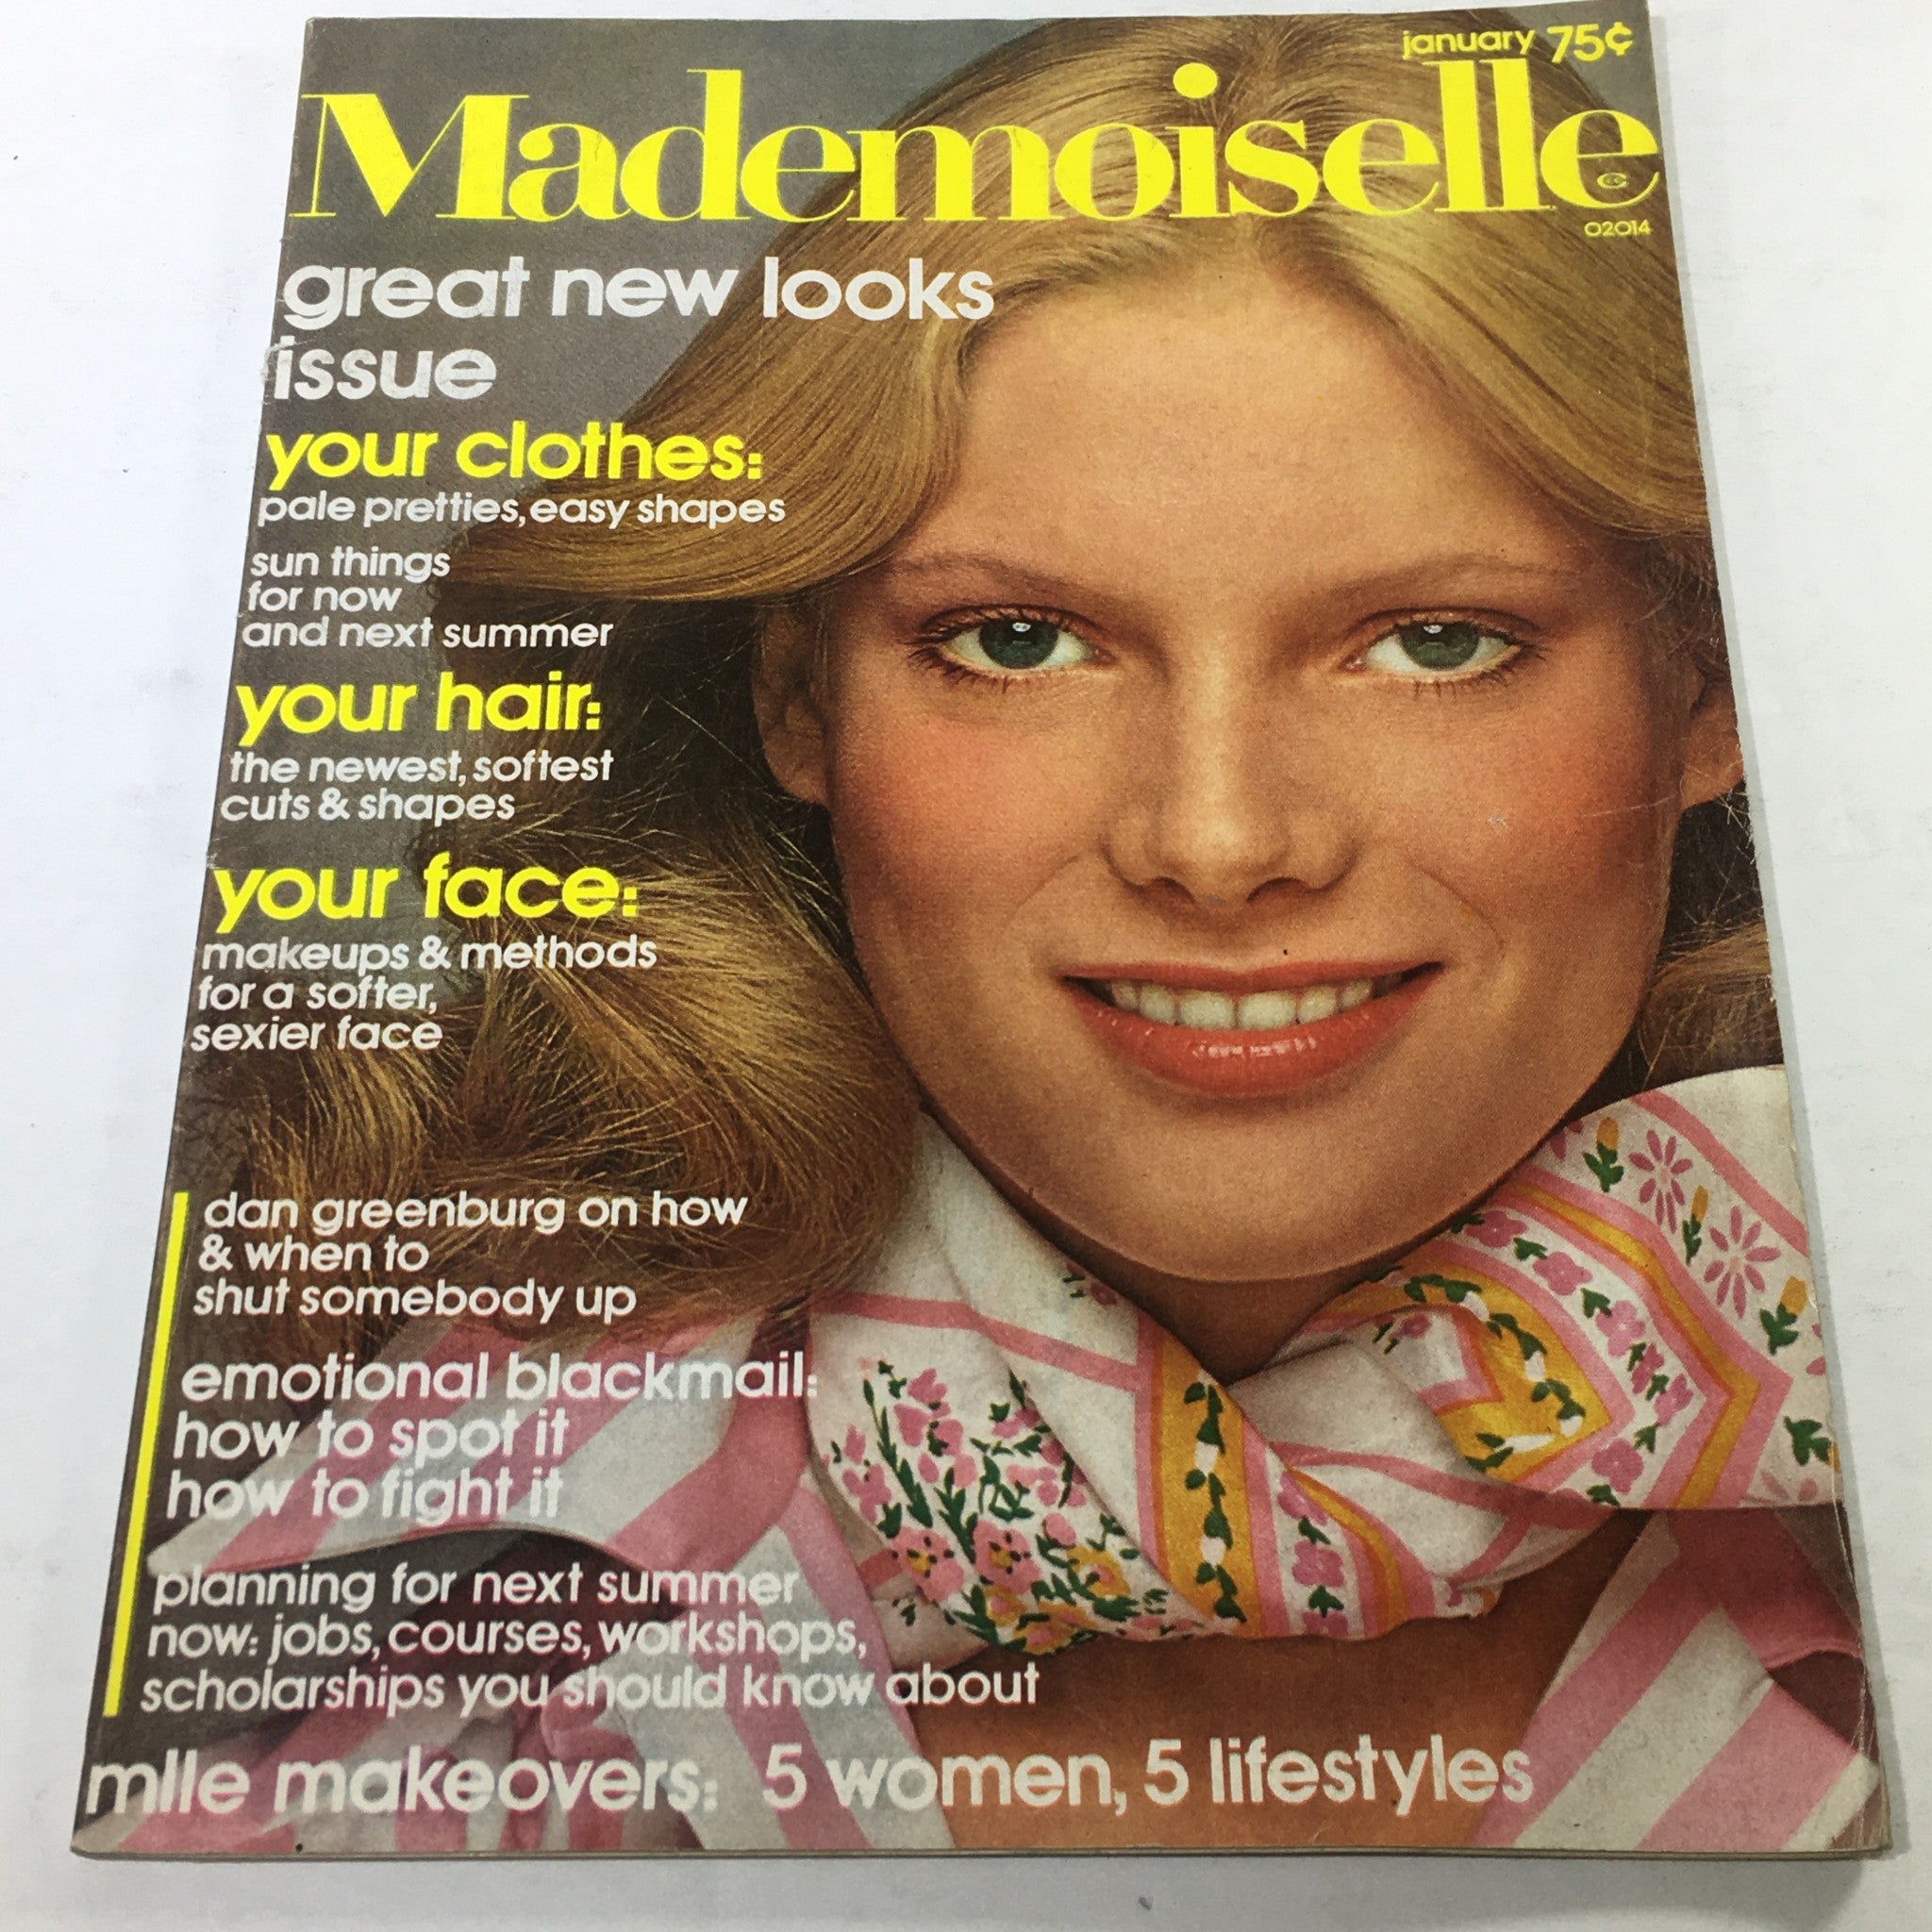 january 75¢
Mademoiselle
02014
great new looks
issue
your clothes:
pale pretties, easy shapes
sun things
for now
and next summer
your hair:
the newest, softest
cuts & shapes
your face:
makeups & methods
for a softer,
sexier face
dan greenburg on how
& when to
shut somebody up
emotional blackmail:
how to spot it
how to fight it
planning for next summer
now: jobs, courses, workshops,
scholarships you should know about
mlle makeovers: 5 women, 5 lifestyles